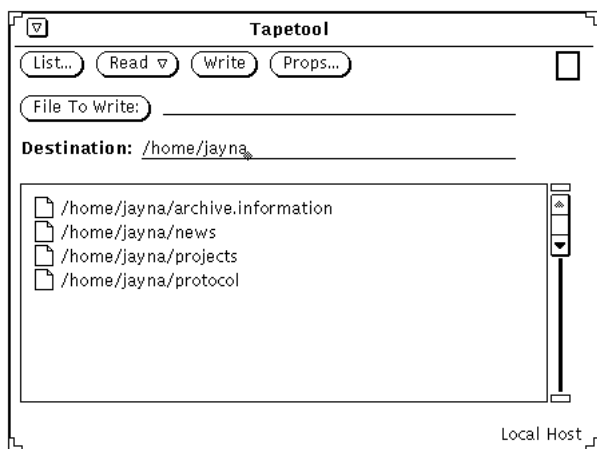 Tapetool
List... Read Write Props...
File To Write:
Destination: /home/jayna
/home/jayna/archive.information
/home/jayna/news
/home/jayna/projects
/home/jayna/protocol
Local Host